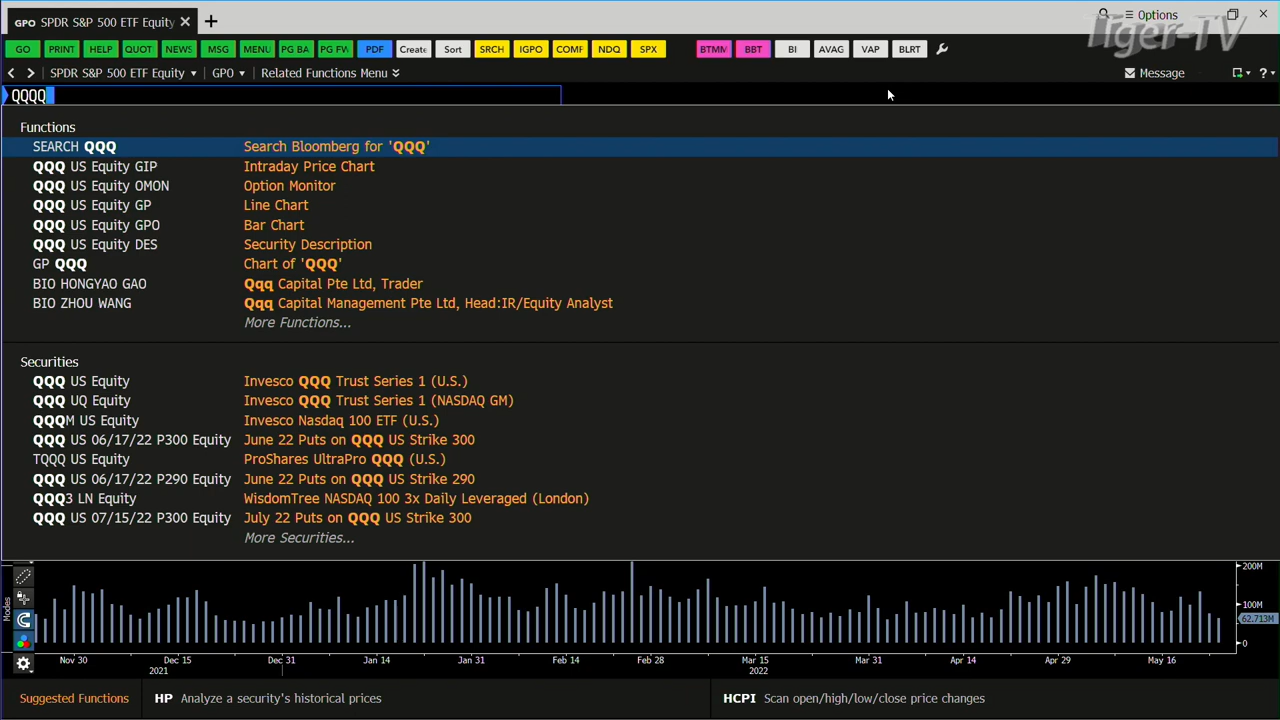 GPO SPDR S&P 500 ETF Equity
Options
Tiger-TV
GO PRINT HELP QUOT NEWS MSG MENU PG BA PG FW PDF Create Sort SRCH IGPO COMF NDQ SPX BTMM BBT BI AVAG VAP BLRT
SPDR S&P 500 ETF Equity GPO Related Functions Menu Message ?
QQQQ
Functions
SEARCH QQQ Search Bloomberg for 'QQQ'
QQQ US Equity GIP Intraday Price Chart
QQQ US Equity OMON Option Monitor
QQQ US Equity GP Line Chart
QQQ US Equity GPO Bar Chart
QQQ US Equity DES Security Description
GP QQQ Chart of 'QQQ'
BIO HONGYAO GAO Qqq Capital Pte Ltd, Trader
BIO ZHOU WANG Qqq Capital Management Pte Ltd, Head:IR/Equity Analyst
More Functions...
Securities
QQQ US Equity Invesco QQQ Trust Series 1 (U.S.)
QQQ UQ Equity Invesco QQQ Trust Series 1 (NASDAQ GM)
QQQM US Equity Invesco Nasdaq 100 ETF (U.S.)
QQQ US 06/17/22 P300 Equity June 22 Puts on QQQ US Strike 300
TQQQ US Equity ProShares UltraPro QQQ (U.S.)
QQQ US 06/17/22 P290 Equity June 22 Puts on QQQ US Strike 290
QQQ3 LN Equity WisdomTree NASDAQ 100 3x Daily Leveraged (London)
QQQ US 07/15/22 P300 Equity July 22 Puts on QQQ US Strike 300
More Securities...
200M
100M
62.713M
0
Modes
Nov 30 Dec 15 Dec 31 Jan 14 Jan 31 Feb 14 Feb 28 Mar 15 Mar 31 Apr 14 Apr 29 May 16
2021 2022
Suggested Functions HP Analyze a security's historical prices HCPI Scan open/high/low/close price changes